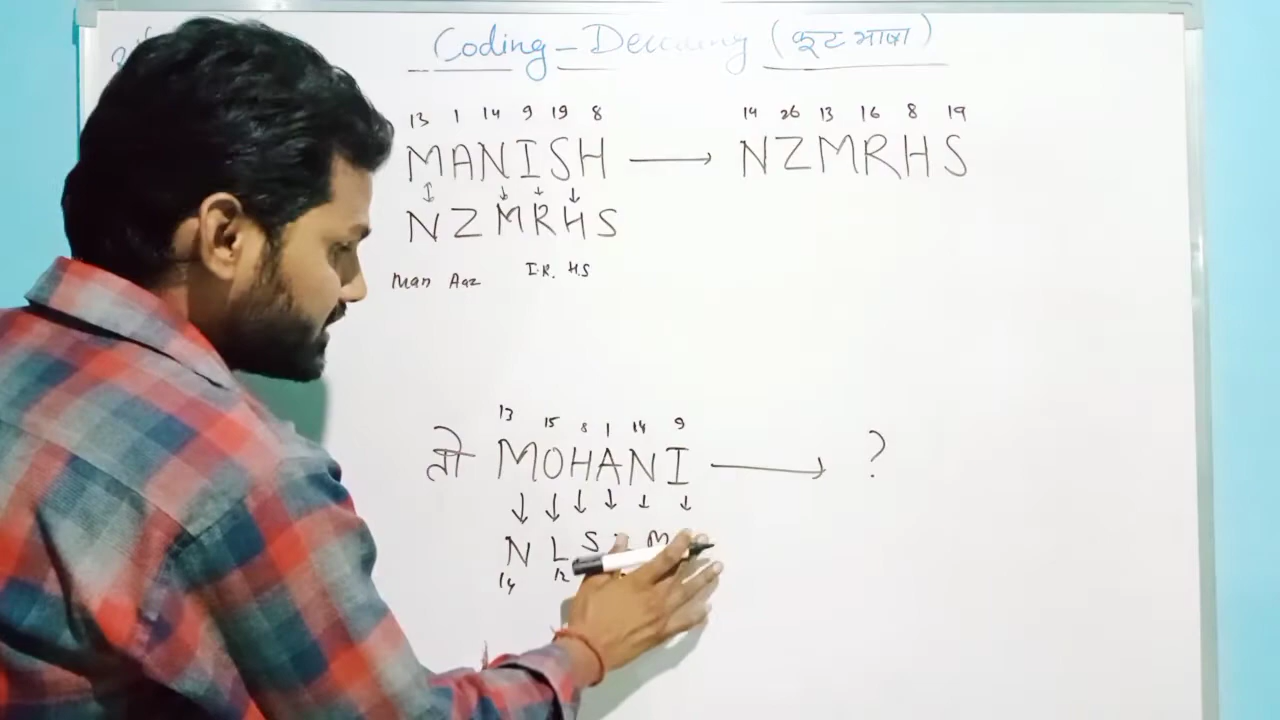 Coding - Decoding (कूट भाषा)
13 1 14 9 19 8
14 26 13 16 8 19
MANISH → NZMRHS
NZMRHS
Man Aaz I.R. H.S
13 15 8 1 14 9
तो MOHANI → ?
N L S M
14 12